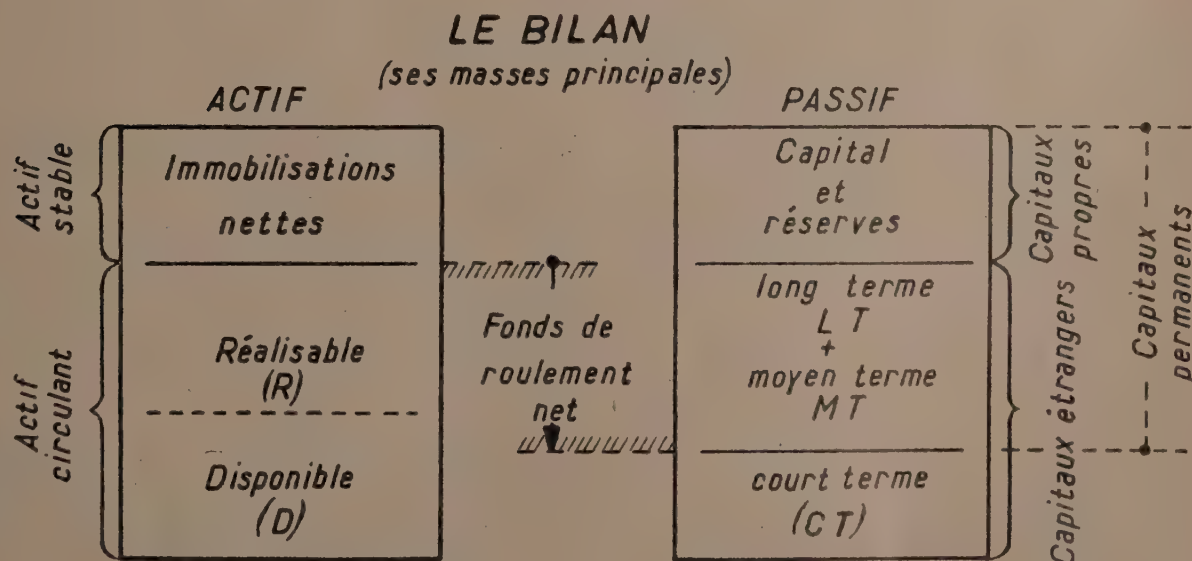 LE BILAN
(ses masses principales)
ACTIF
PASSIF
Actif
stable
Immobilisations
nettes
Capital
et
réserves
Capitaux
propres
Capitaux
permanents
Actif
circulant
Réalisable
(R)
Disponible
(D)
Fonds de
roulement
net
long terme
L T
+
moyen terme
M T
court terme
(CT)
Capitaux étrangers